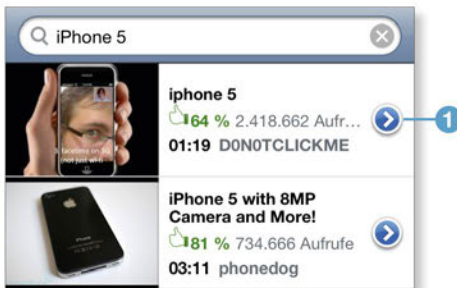 iPhone 5
iphone 5
64 % 2.418.662 Aufr...
01:19 D0N0TCLICKME
1
iPhone 5 with 8MP
Camera and More!
81 % 734.666 Aufrufe
03:11 phonedog
iPhone